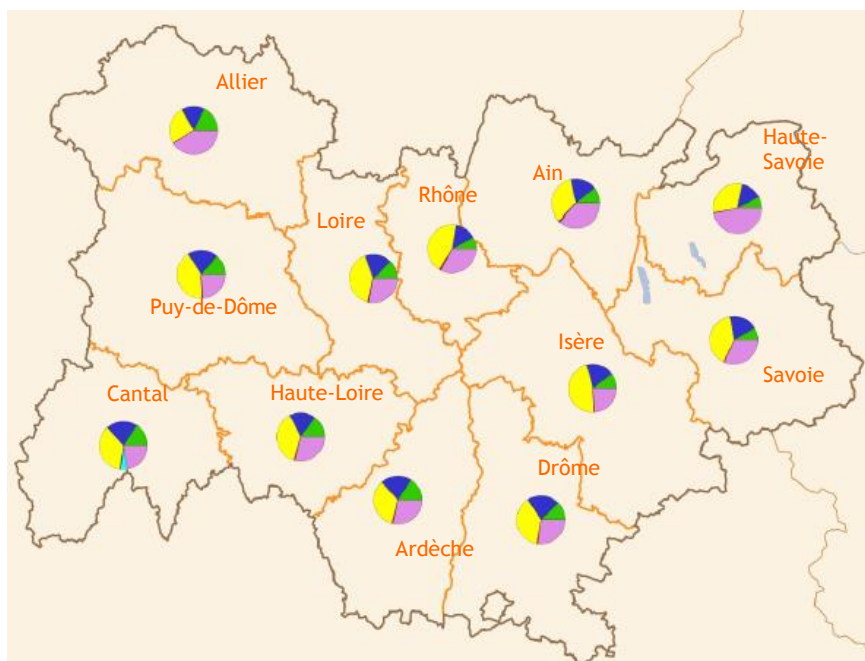 Allier
Haute-
Savoie
Ain
Rhône
Loire
Puy-de-Dôme
Isère
Savoie
Cantal
Haute-Loire
Drôme
Ardèche